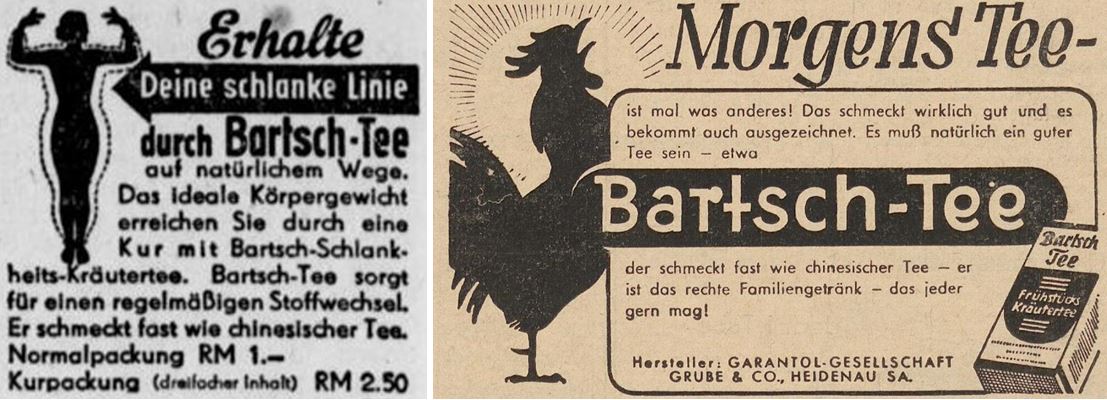 Erhalte
Deine schlanke Linie
durch Bartsch-Tee
auf natürlichem Wege.
Das ideale Körpergewicht
erreichen Sie durch eine
Kur mit Bartsch-Schlank-
heits-Kräutertee. Bartsch-Tee sorgt
für einen regelmäßigen Stoffwechsel.
Er schmeckt fast wie chinesischer Tee.
Normalpackung RM 1.—
Kurpackung (dreifacher Inhalt) RM 2.50
Morgens Tee-
ist mal was anderes! Das schmeckt wirklich gut und es
bekommt auch ausgezeichnet. Es muß natürlich ein guter
Tee sein — etwa
Bartsch-Tee
der schmeckt fast wie chinesischer Tee — er
ist das rechte Familiengetränk — das jeder
gern mag!
Bartsch
Tee
Frühstücks
Kräutertee
Hersteller: GARANTOL-GESELLSCHAFT
GRUBE & CO., HEIDENAU SA.